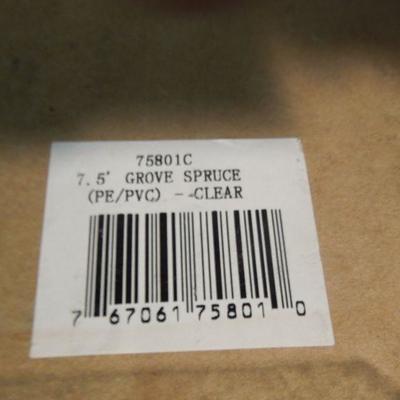 75801C
7.5' GROVE SPRUCE
(PE/PVC) - -CLEAR
7 67061 75801 0